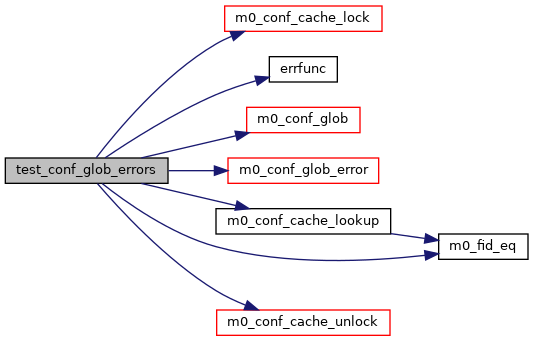 m0_conf_cache_lock
errfunc
m0_conf_glob
test_conf_glob_errors
m0_conf_glob_error
m0_conf_cache_lookup
m0_fid_eq
m0_conf_cache_unlock